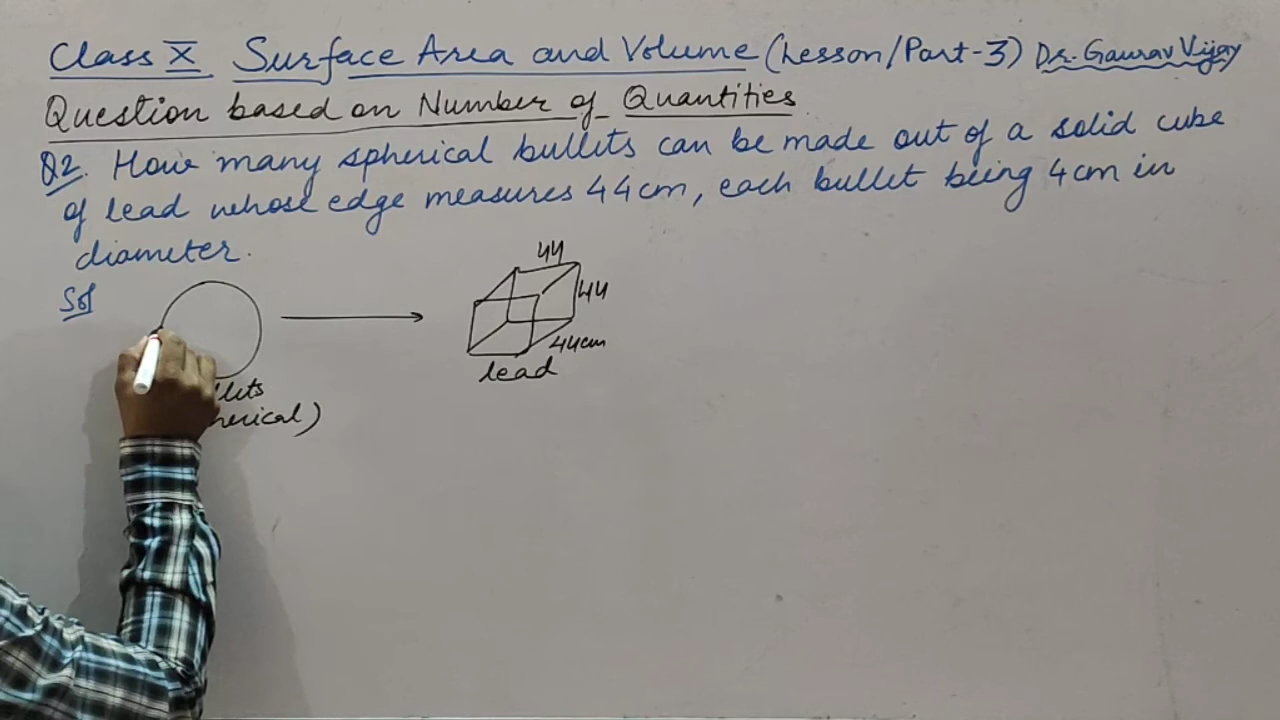 Class X Surface Area and Volume (Lesson/Part-3) Dr. Gaurav Vijay
Question based on Number of Quantities
Q2. How many spherical bullets can be made out of a solid cube
of lead whose edge measures 44cm, each bullet being 4cm in
diameter.
Sol
44
44
44cm
lead